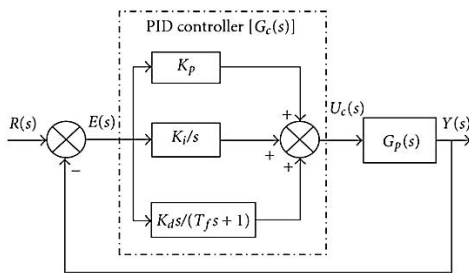 PID controller [G_c(s)]
K_p
R(s)
E(s)
K_i/s
U_c(s)
G_p(s)
Y(s)
+
+
+
−
K_d s/(T_f s + 1)